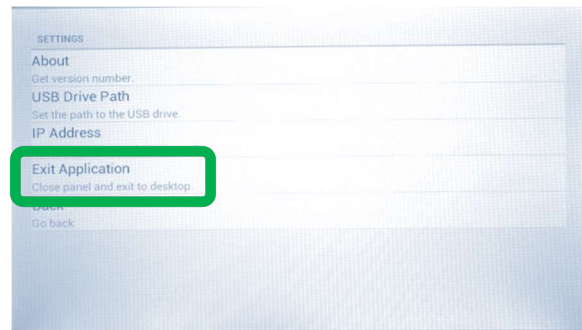 SETTINGS
About
Get version number.
USB Drive Path
Set the path to the USB drive.
IP Address
Exit Application
Close panel and exit to desktop.
Back
Go back